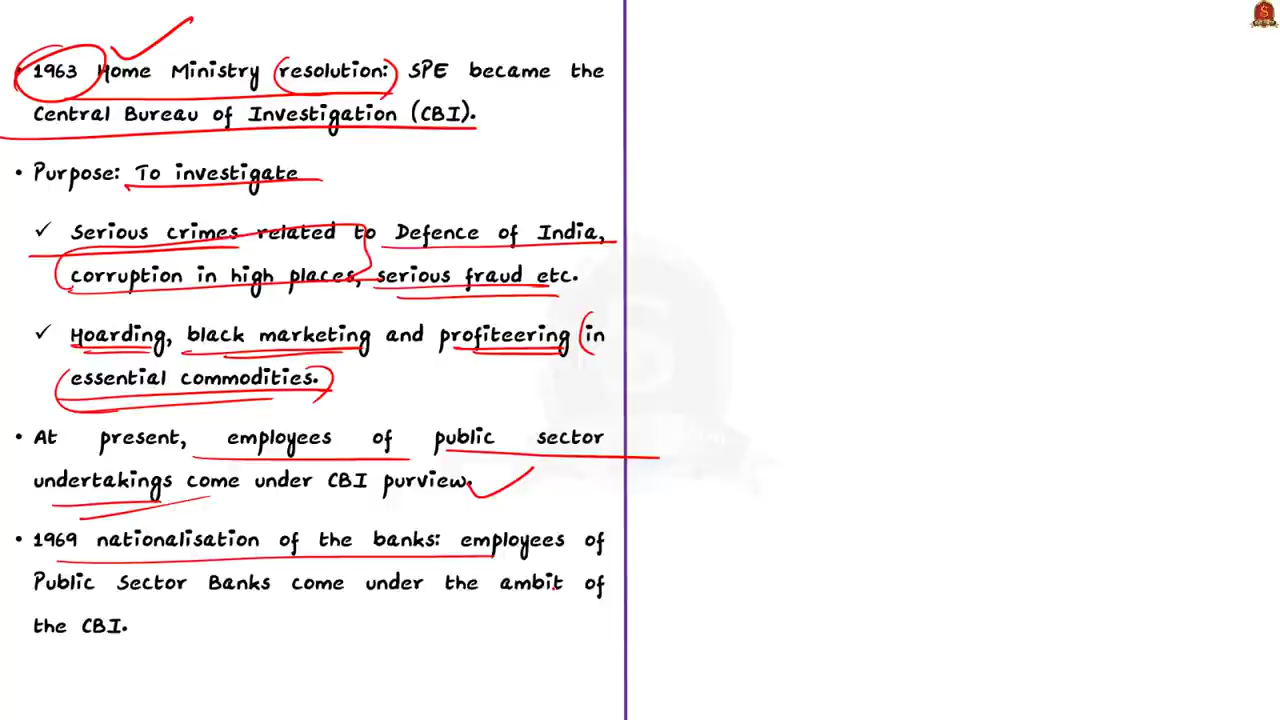 • 1963 Home Ministry resolution: SPE became the
Central Bureau of Investigation (CBI).
• Purpose: To investigate
✓ Serious crimes related to Defence of India,
corruption in high places, serious fraud etc.
✓ Hoarding, black marketing and profiteering in
essential commodities.
• At present, employees of public sector
undertakings come under CBI purview.
• 1969 nationalisation of the banks: employees of
Public Sector Banks come under the ambit of
the CBI.